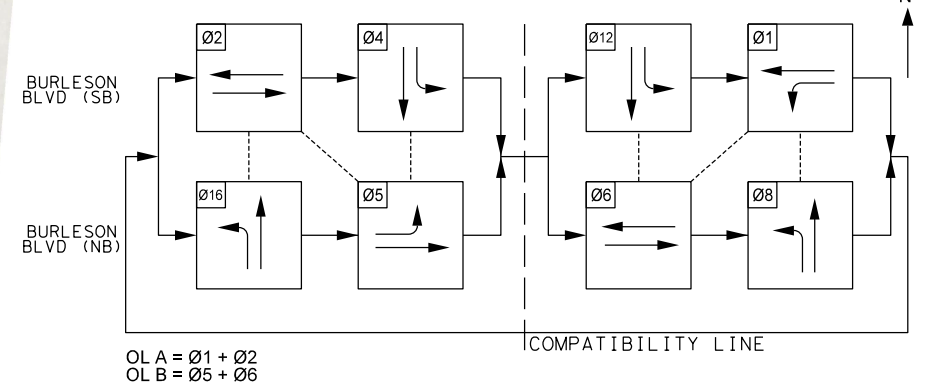 N
Ø2
Ø4
Ø12
Ø1
BURLESON
BLVD (SB)
Ø16
Ø5
Ø6
Ø8
BURLESON
BLVD (NB)
COMPATIBILITY LINE
OL A = Ø1 + Ø2
OL B = Ø5 + Ø6